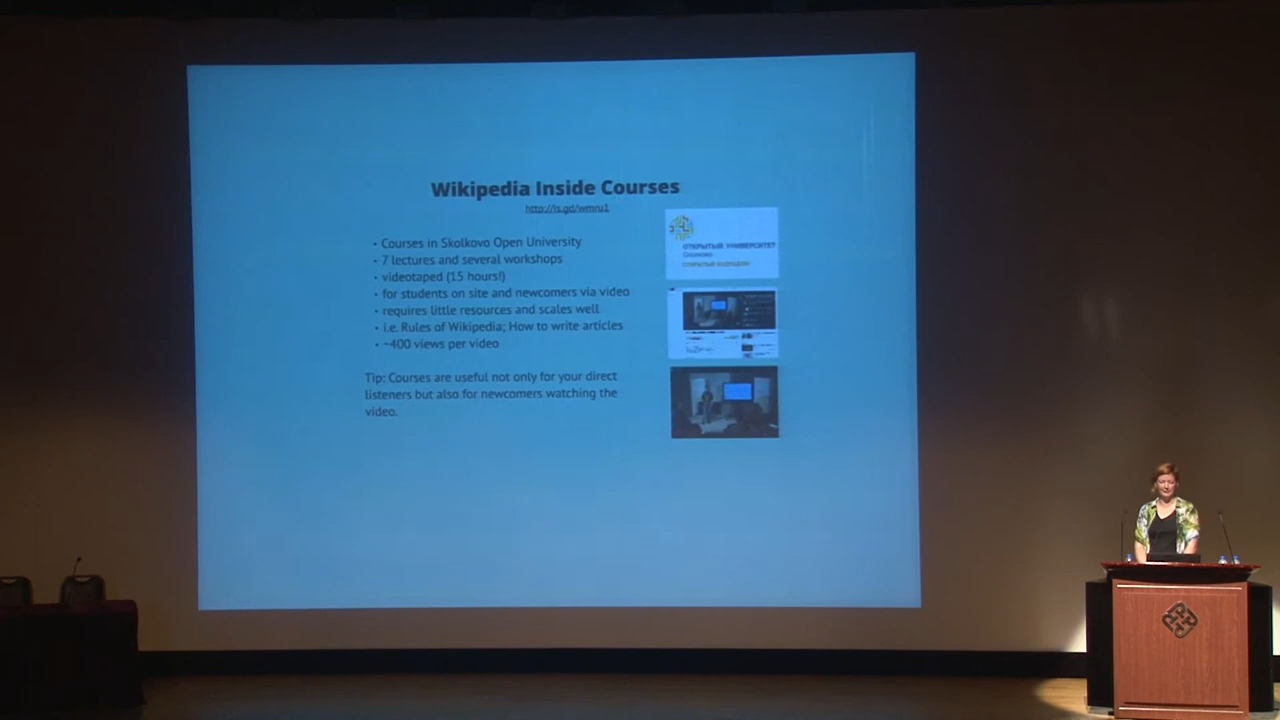 Wikipedia Inside Courses
http://is.gd/wmru1
• Courses in Skolkovo Open University
• 7 lectures and several workshops
• videotaped (15 hours!)
• for students on site and newcomers via video
• requires little resources and scales well
• i.e. Rules of Wikipedia; How to write articles
• ~400 views per video
Tip: Courses are useful not only for your direct
listeners but also for newcomers watching the
video.
ОТКРЫТЫЙ УНИВЕРСИТЕТ
Сколково